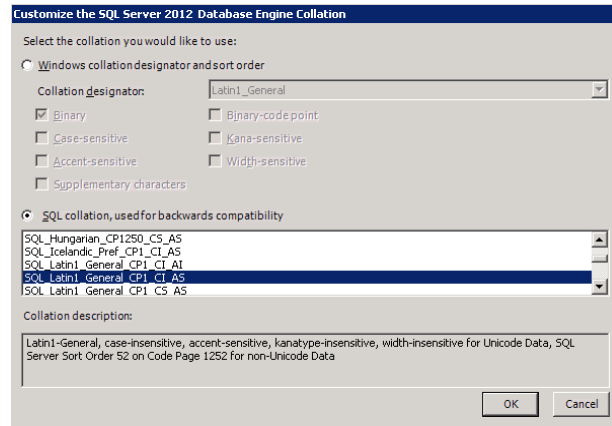 Customize the SQL Server 2012 Database Engine Collation
Select the collation you would like to use:
Windows collation designator and sort order
Collation designator: Latin1_General
Binary Binary-code point
Case-sensitive Kana-sensitive
Accent-sensitive Width-sensitive
Supplementary characters
SQL collation, used for backwards compatibility
SQL_Hungarian_CP1250_CS_AS
SQL_Icelandic_Pref_CP1_CI_AS
SQL_Latin1_General_CP1_CI_AI
SQL_Latin1_General_CP1_CI_AS
SQL_Latin1_General_CP1_CS_AS
Collation description:
Latin1-General, case-insensitive, accent-sensitive, kanatype-insensitive, width-insensitive for Unicode Data, SQL
Server Sort Order 52 on Code Page 1252 for non-Unicode Data
OK Cancel